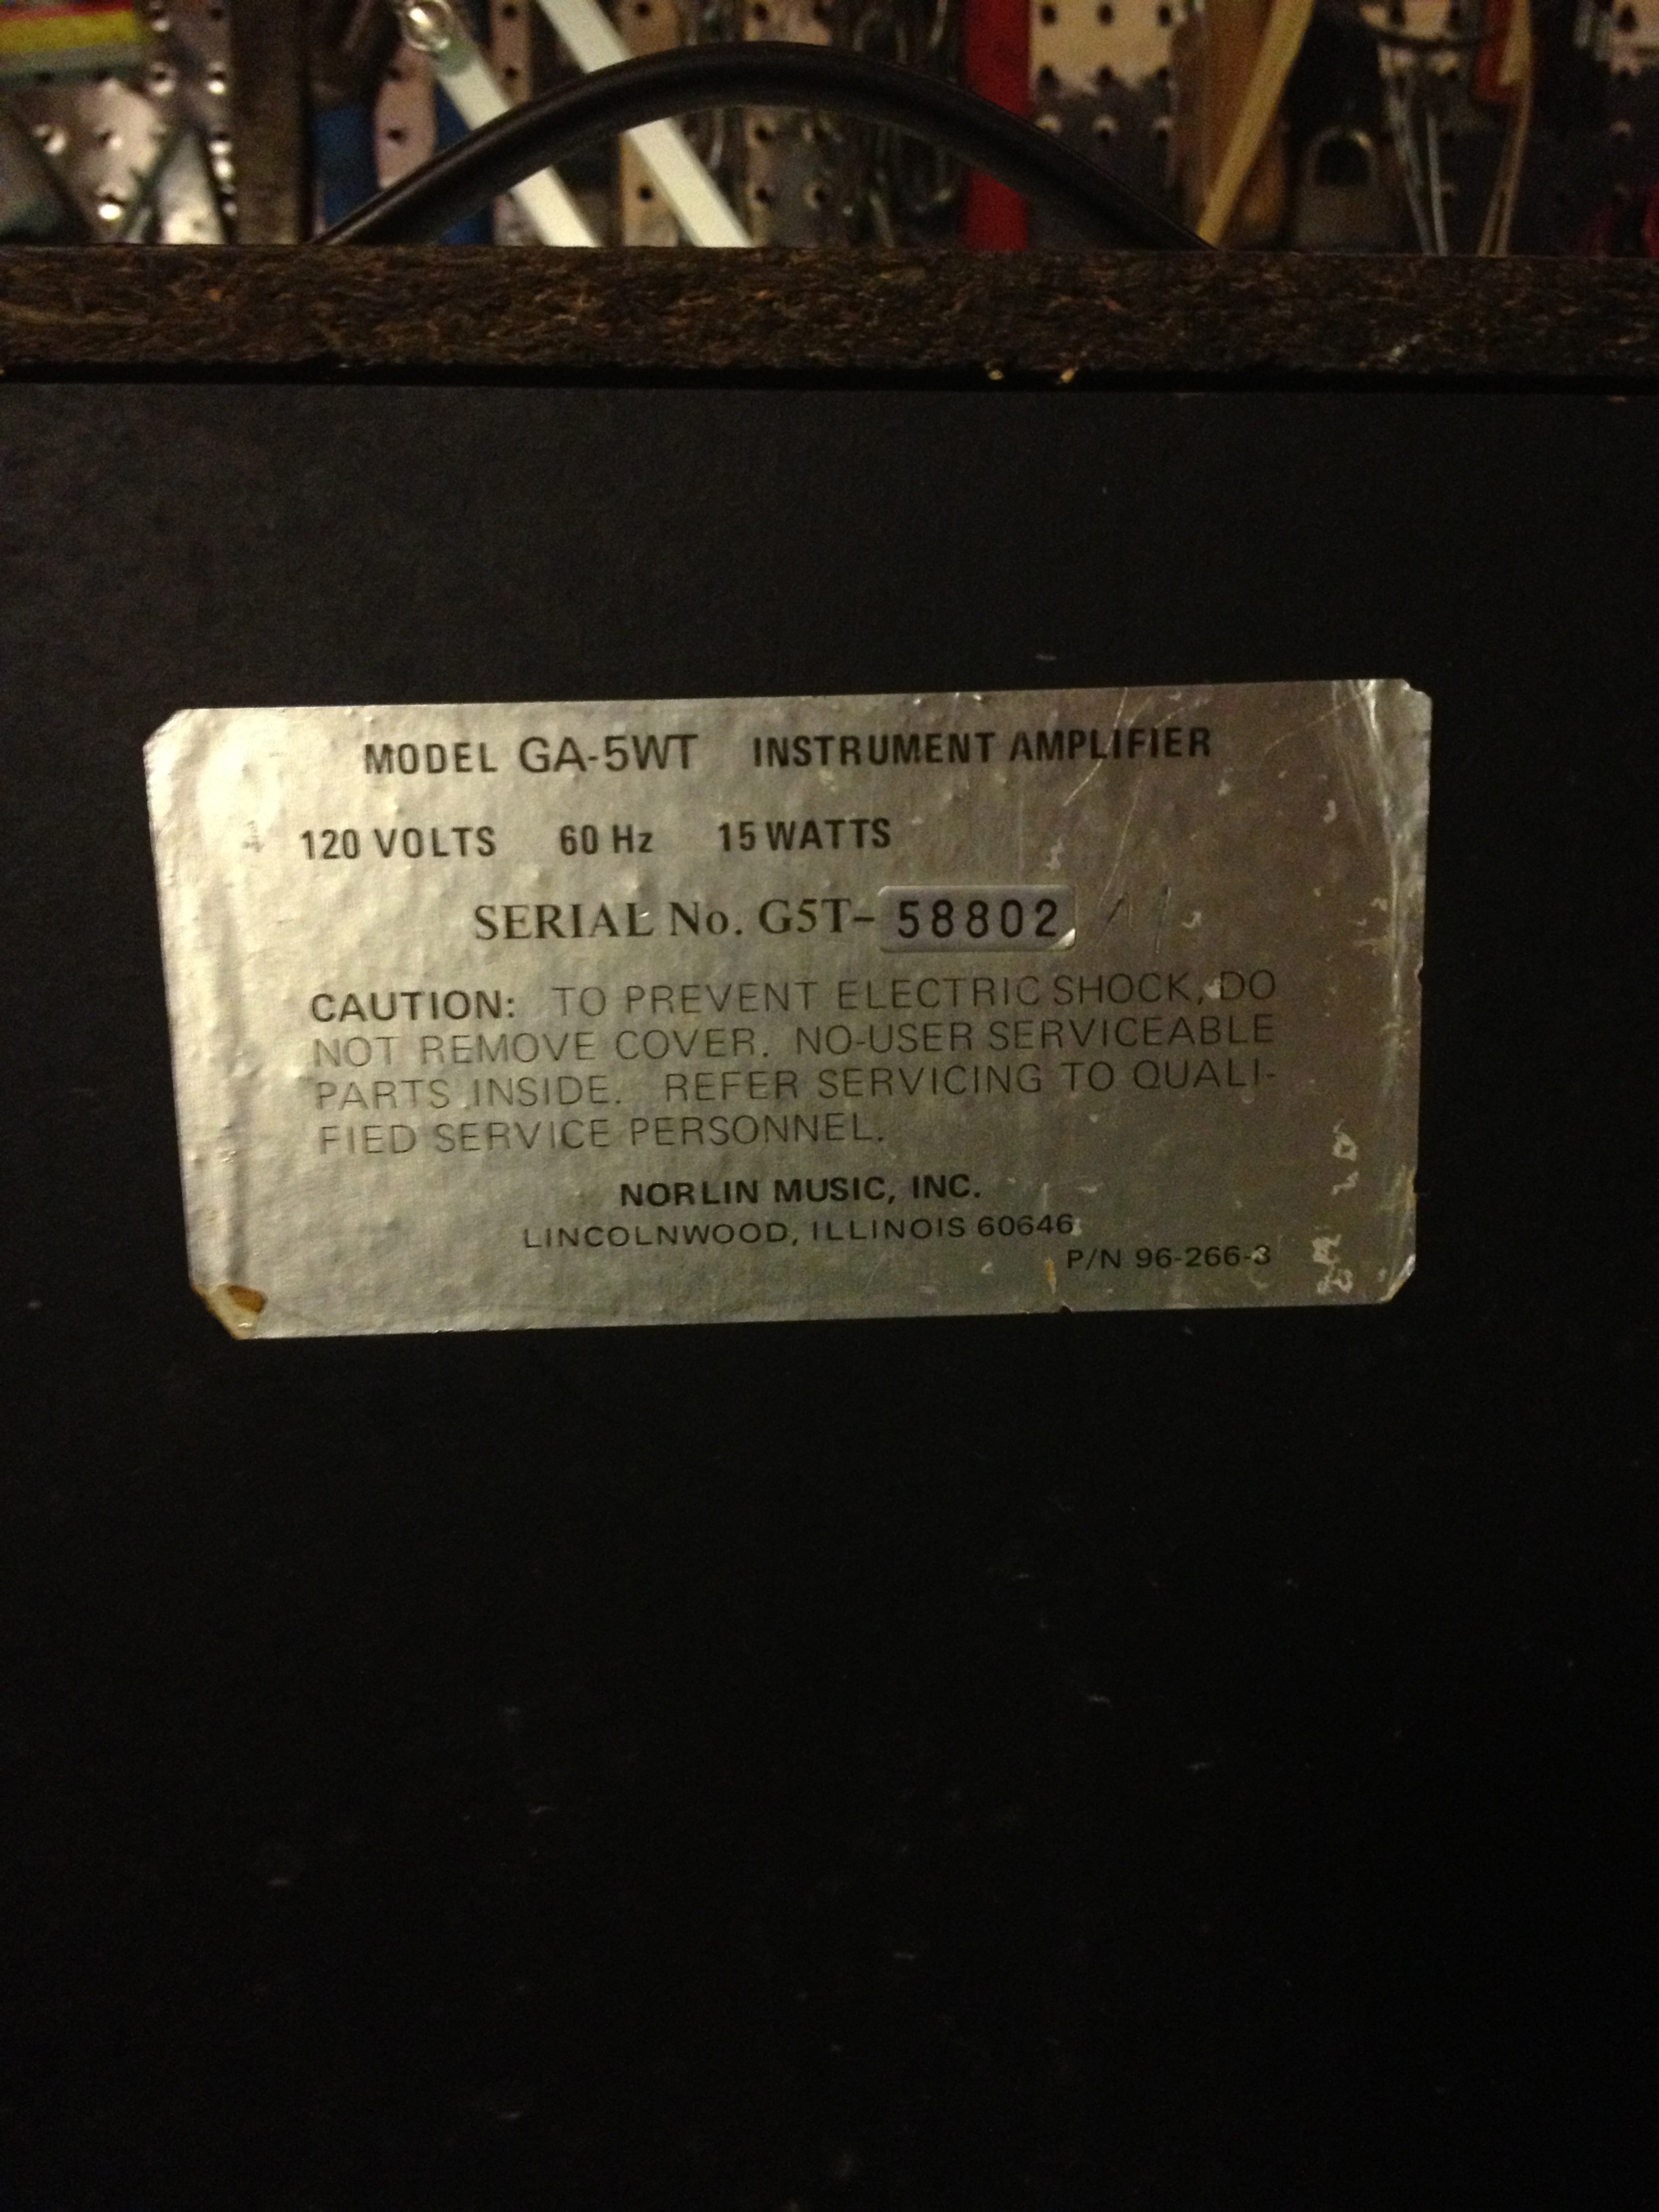 MODEL GA-5WT INSTRUMENT AMPLIFIER
120 VOLTS 60 Hz 15 WATTS
SERIAL No. G5T-58802
CAUTION: TO PREVENT ELECTRIC SHOCK, DO
NOT REMOVE COVER. NO-USER SERVICEABLE
PARTS INSIDE. REFER SERVICING TO QUALI-
FIED SERVICE PERSONNEL.
NORLIN MUSIC, INC.
LINCOLNWOOD, ILLINOIS 60646
P/N 96-266-3